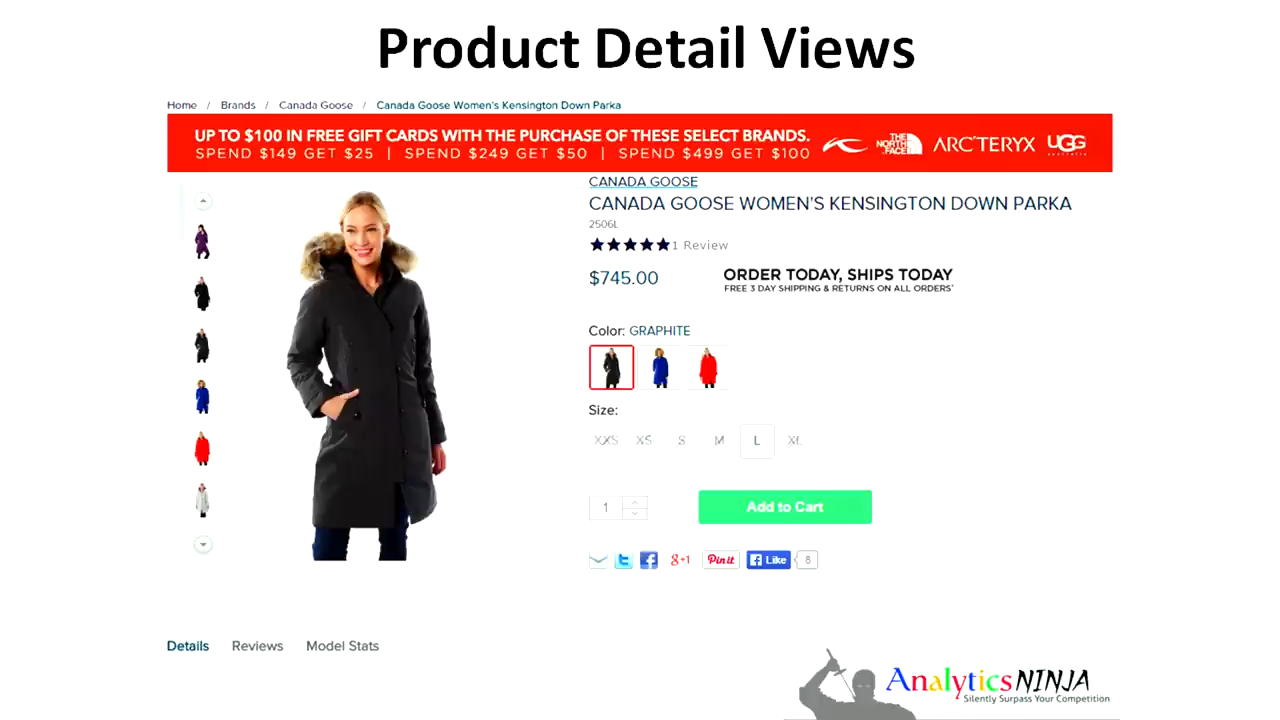 Product Detail Views
Home / Brands / Canada Goose / Canada Goose Women's Kensington Down Parka
UP TO $100 IN FREE GIFT CARDS WITH THE PURCHASE OF THESE SELECT BRANDS.
SPEND $149 GET $25 | SPEND $249 GET $50 | SPEND $499 GET $100
THE NORTH FACE
ARC'TERYX
UGG
australia
CANADA GOOSE
CANADA GOOSE WOMEN'S KENSINGTON DOWN PARKA
2506L
1 Review
$745.00
ORDER TODAY, SHIPS TODAY
FREE 3 DAY SHIPPING & RETURNS ON ALL ORDERS*
Color: GRAPHITE
Size:
XXS XS S M L XL
1
Add to Cart
g+1 Pin it Like 8
Details Reviews Model Stats
Analytics NINJA
Silently Surpass Your Competition